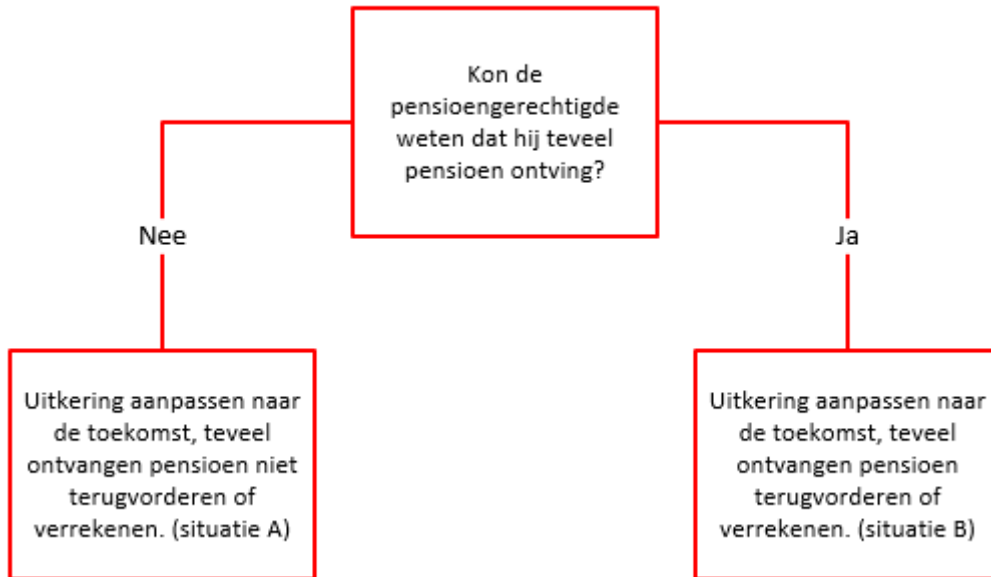 Kon de
pensioengerechtigde
weten dat hij teveel
pensioen ontving?
Nee
Ja
Uitkering aanpassen naar
de toekomst, teveel
ontvangen pensioen niet
terugvorderen of
verrekenen. (situatie A)
Uitkering aanpassen naar
de toekomst, teveel
ontvangen pensioen
terugvorderen of
verrekenen. (situatie B)